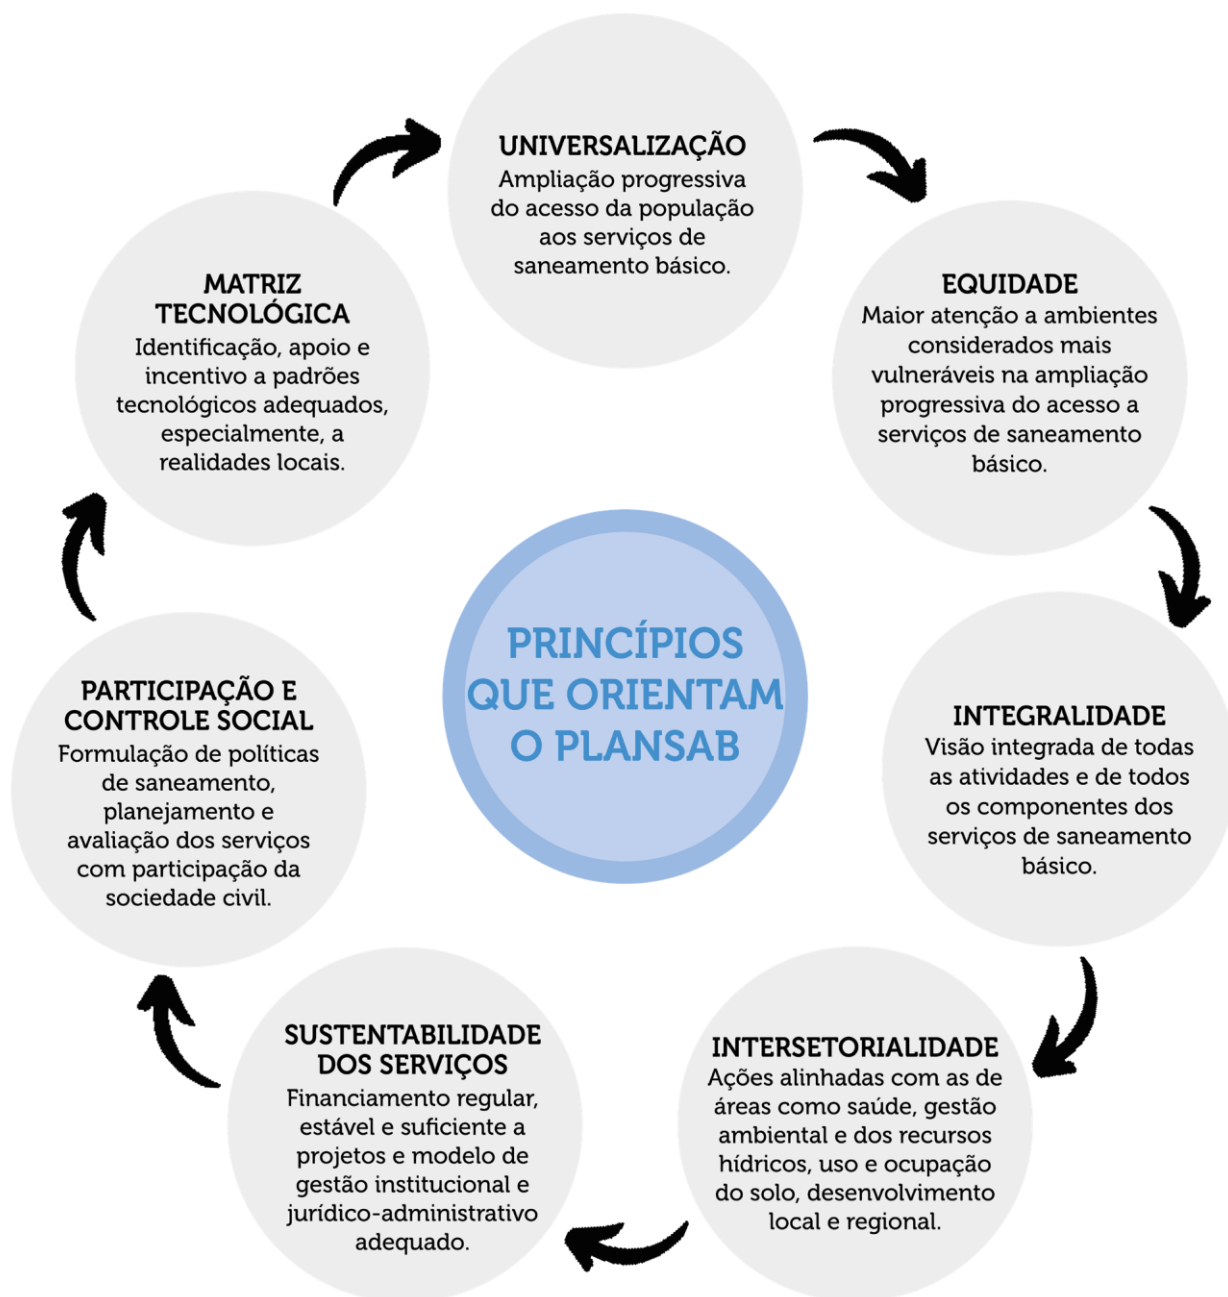 UNIVERSALIZAÇÃO
Ampliação progressiva
do acesso da população
aos serviços de
saneamento básico.
EQUIDADE
Maior atenção a ambientes
considerados mais
vulneráveis na ampliação
progressiva do acesso a
serviços de saneamento
básico.
INTEGRALIDADE
Visão integrada de todas
as atividades e de todos
os componentes dos
serviços de saneamento
básico.
INTERSETORIALIDADE
Ações alinhadas com as de
áreas como saúde, gestão
ambiental e dos recursos
hídricos, uso e ocupação
do solo, desenvolvimento
local e regional.
SUSTENTABILIDADE
DOS SERVIÇOS
Financiamento regular,
estável e suficiente a
projetos e modelo de
gestão institucional e
jurídico-administrativo
adequado.
PARTICIPAÇÃO E
CONTROLE SOCIAL
Formulação de políticas
de saneamento,
planejamento e
avaliação dos serviços
com participação da
sociedade civil.
MATRIZ
TECNOLÓGICA
Identificação, apoio e
incentivo a padrões
tecnológicos adequados,
especialmente, a
realidades locais.
PRINCÍPIOS
QUE ORIENTAM
O PLANSAB